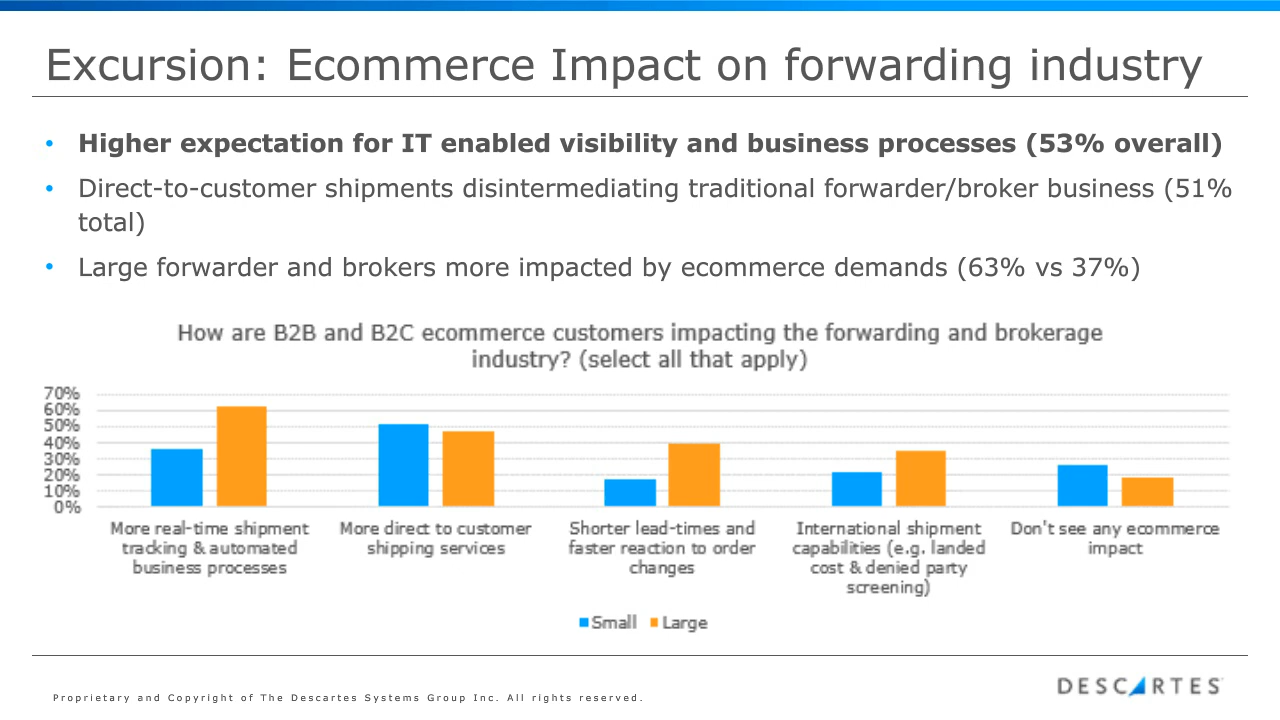 Excursion: Ecommerce Impact on forwarding industry
• Higher expectation for IT enabled visibility and business processes (53% overall)
• Direct-to-customer shipments disintermediating traditional forwarder/broker business (51%
total)
• Large forwarder and brokers more impacted by ecommerce demands (63% vs 37%)
How are B2B and B2C ecommerce customers impacting the forwarding and brokerage
industry? (select all that apply)
70%
60%
50%
40%
30%
20%
10%
0%
More real-time shipment
tracking & automated
business processes
More direct to customer
shipping services
Shorter lead-times and
faster reaction to order
changes
International shipment
capabilities (e.g. landed
cost & denied party
screening)
Don't see any ecommerce
impact
Small Large
Proprietary and Copyright of The Descartes Systems Group Inc. All rights reserved.
DESCARTES